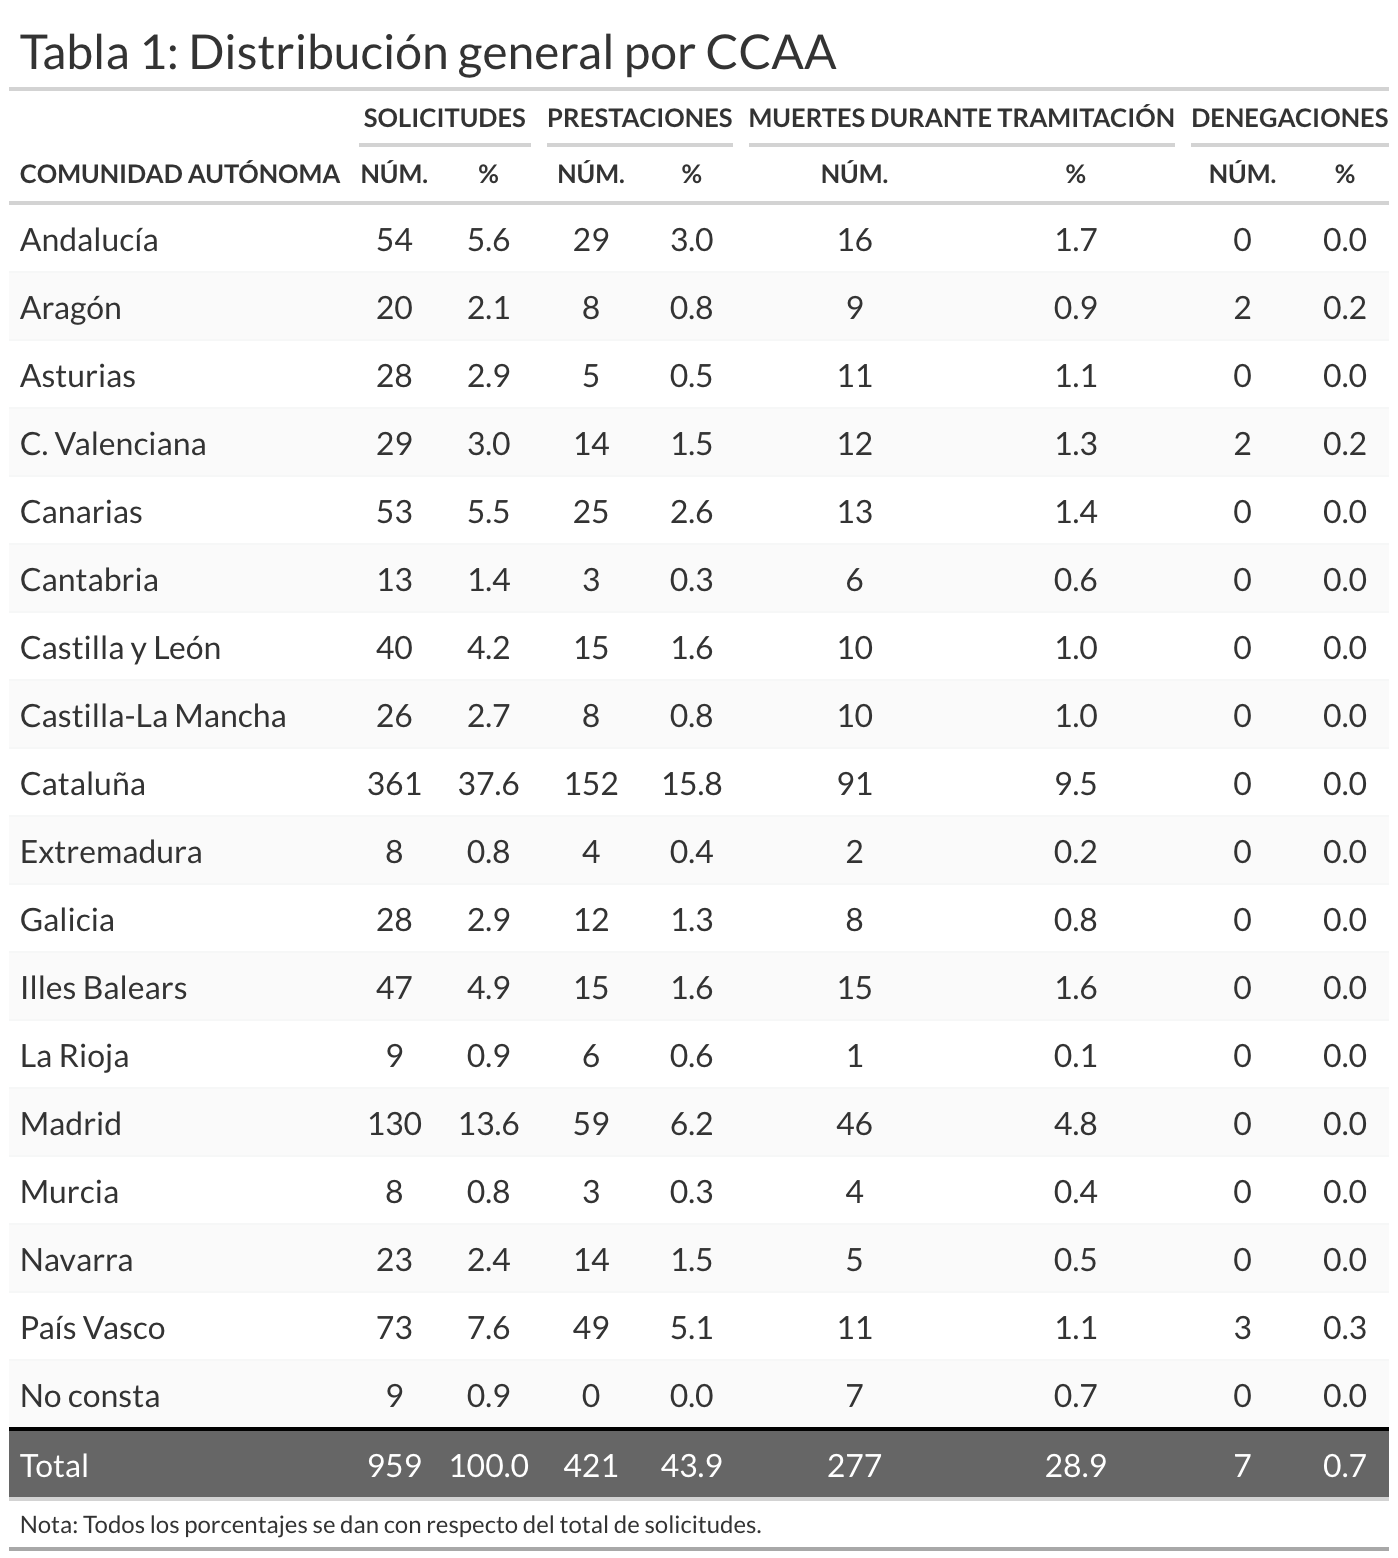 Tabla 1: Distribución general por CCAA
SOLICITUDES PRESTACIONES MUERTES DURANTE TRAMITACIÓN DENEGACIONES
COMUNIDAD AUTÓNOMA NÚM. % NÚM. % NÚM. % NÚM. %
Andalucía 54 5.6 29 3.0 16 1.7 0 0.0
Aragón 20 2.1 8 0.8 9 0.9 2 0.2
Asturias 28 2.9 5 0.5 11 1.1 0 0.0
C. Valenciana 29 3.0 14 1.5 12 1.3 2 0.2
Canarias 53 5.5 25 2.6 13 1.4 0 0.0
Cantabria 13 1.4 3 0.3 6 0.6 0 0.0
Castilla y León 40 4.2 15 1.6 10 1.0 0 0.0
Castilla-La Mancha 26 2.7 8 0.8 10 1.0 0 0.0
Cataluña 361 37.6 152 15.8 91 9.5 0 0.0
Extremadura 8 0.8 4 0.4 2 0.2 0 0.0
Galicia 28 2.9 12 1.3 8 0.8 0 0.0
Illes Balears 47 4.9 15 1.6 15 1.6 0 0.0
La Rioja 9 0.9 6 0.6 1 0.1 0 0.0
Madrid 130 13.6 59 6.2 46 4.8 0 0.0
Murcia 8 0.8 3 0.3 4 0.4 0 0.0
Navarra 23 2.4 14 1.5 5 0.5 0 0.0
País Vasco 73 7.6 49 5.1 11 1.1 3 0.3
No consta 9 0.9 0 0.0 7 0.7 0 0.0
Total 959 100.0 421 43.9 277 28.9 7 0.7
Nota: Todos los porcentajes se dan con respecto del total de solicitudes.